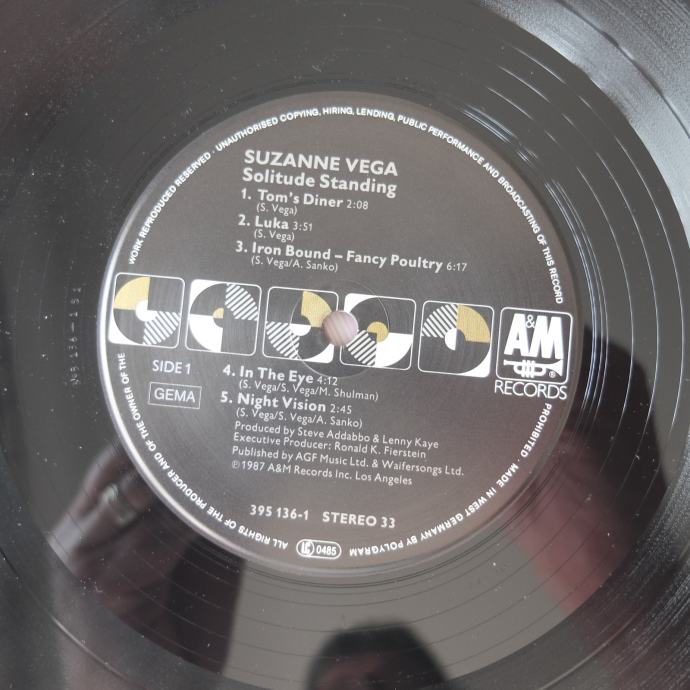 WORK REPRODUCED RESERVED · UNAUTHORISED COPYING, HIRING, LENDING, PUBLIC PERFORMANCE AND BROADCASTING OF THIS RECORD
PROHIBITED · MADE IN WEST GERMANY BY POLYGRAM
ALL RIGHTS OF THE PRODUCER AND OF THE OWNER OF THE
SUZANNE VEGA
Solitude Standing
1. Tom's Diner 2:08
(S. Vega)
2. Luka 3:51
(S. Vega)
3. Iron Bound – Fancy Poultry 6:17
(S. Vega/A. Sanko)
A&M
®
RECORDS
SIDE 1
GEMA
4. In The Eye 4:12
(S. Vega/S. Vega/M. Shulman)
5. Night Vision 2:45
(S. Vega/S. Vega/A. Sanko)
Produced by Steve Addabbo & Lenny Kaye
Executive Producer: Ronald K. Fierstein
Published by AGF Music Ltd. & Waifersongs Ltd.
℗ 1987 A&M Records Inc. Los Angeles
395 136-1 STEREO 33
LC 0485